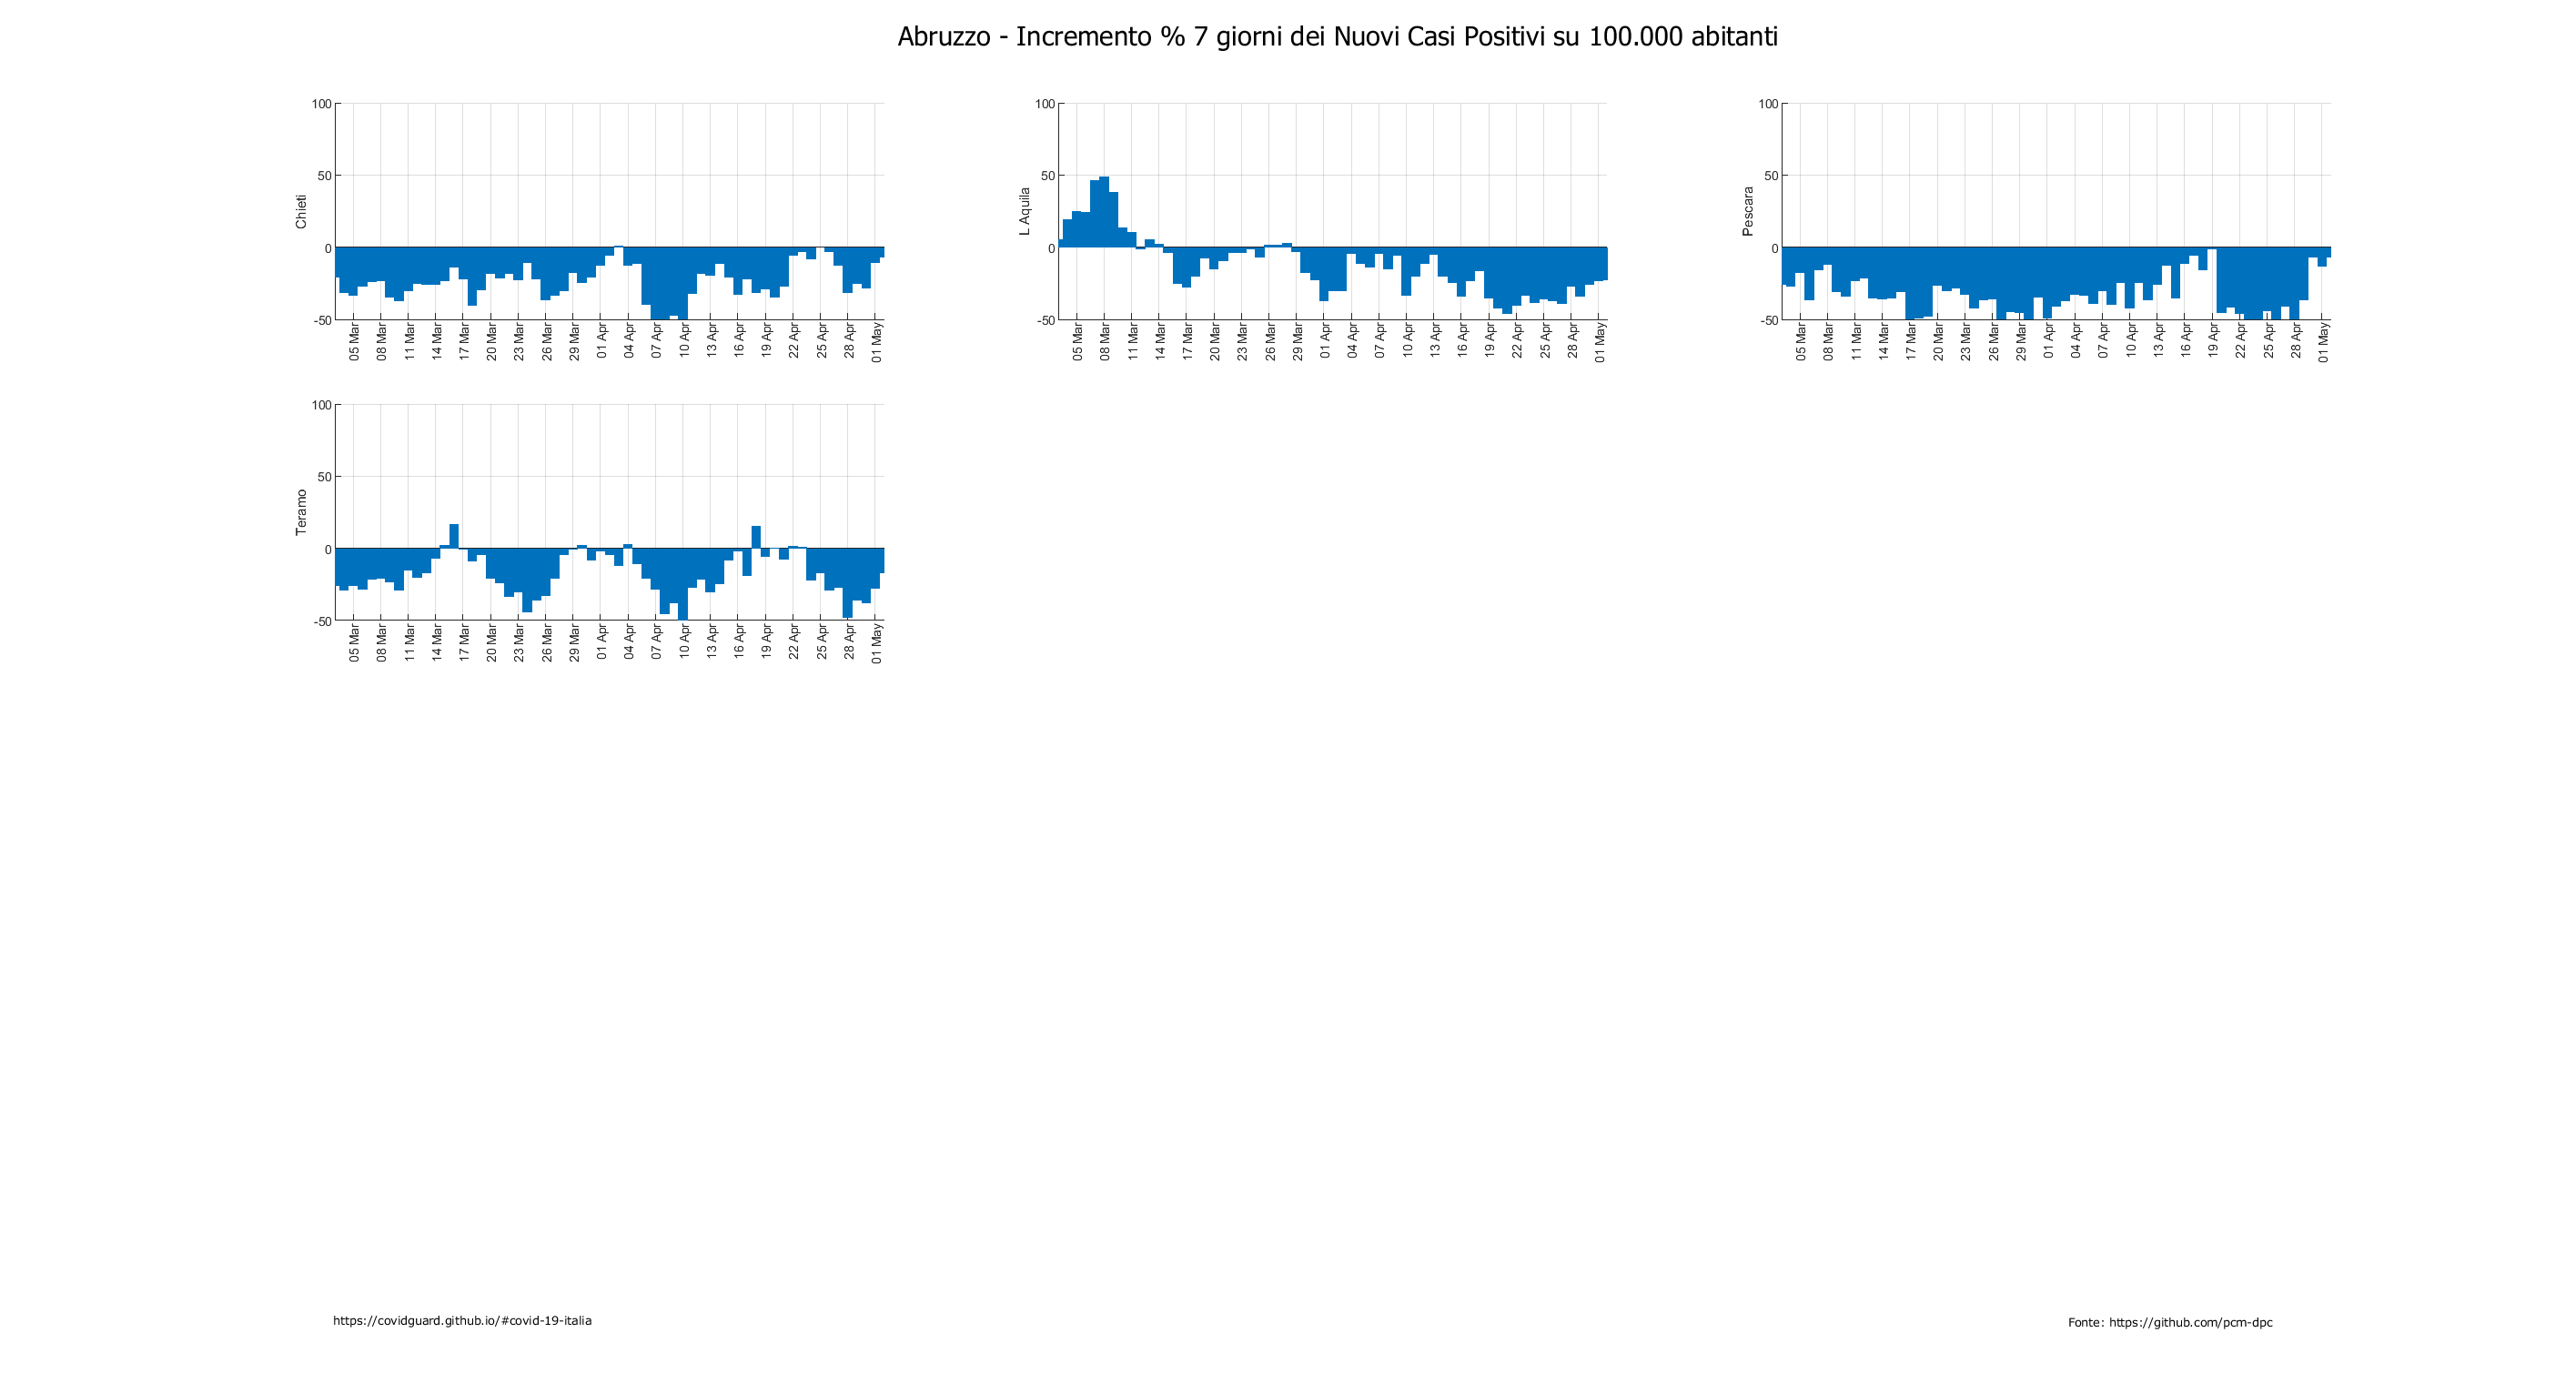 Abruzzo - Incremento % 7 giorni dei Nuovi Casi Positivi su 100.000 abitanti
Chieti
100
50
0
-50
05 Mar 08 Mar 11 Mar 14 Mar 17 Mar 20 Mar 23 Mar 26 Mar 29 Mar 01 Apr 04 Apr 07 Apr 10 Apr 13 Apr 16 Apr 19 Apr 22 Apr 25 Apr 28 Apr 01 May
L Aquila
100
50
0
-50
05 Mar 08 Mar 11 Mar 14 Mar 17 Mar 20 Mar 23 Mar 26 Mar 29 Mar 01 Apr 04 Apr 07 Apr 10 Apr 13 Apr 16 Apr 19 Apr 22 Apr 25 Apr 28 Apr 01 May
Pescara
100
50
0
-50
05 Mar 08 Mar 11 Mar 14 Mar 17 Mar 20 Mar 23 Mar 26 Mar 29 Mar 01 Apr 04 Apr 07 Apr 10 Apr 13 Apr 16 Apr 19 Apr 22 Apr 25 Apr 28 Apr 01 May
Teramo
100
50
0
-50
05 Mar 08 Mar 11 Mar 14 Mar 17 Mar 20 Mar 23 Mar 26 Mar 29 Mar 01 Apr 04 Apr 07 Apr 10 Apr 13 Apr 16 Apr 19 Apr 22 Apr 25 Apr 28 Apr 01 May
https://covidguard.github.io/#covid-19-italia
Fonte: https://github.com/pcm-dpc